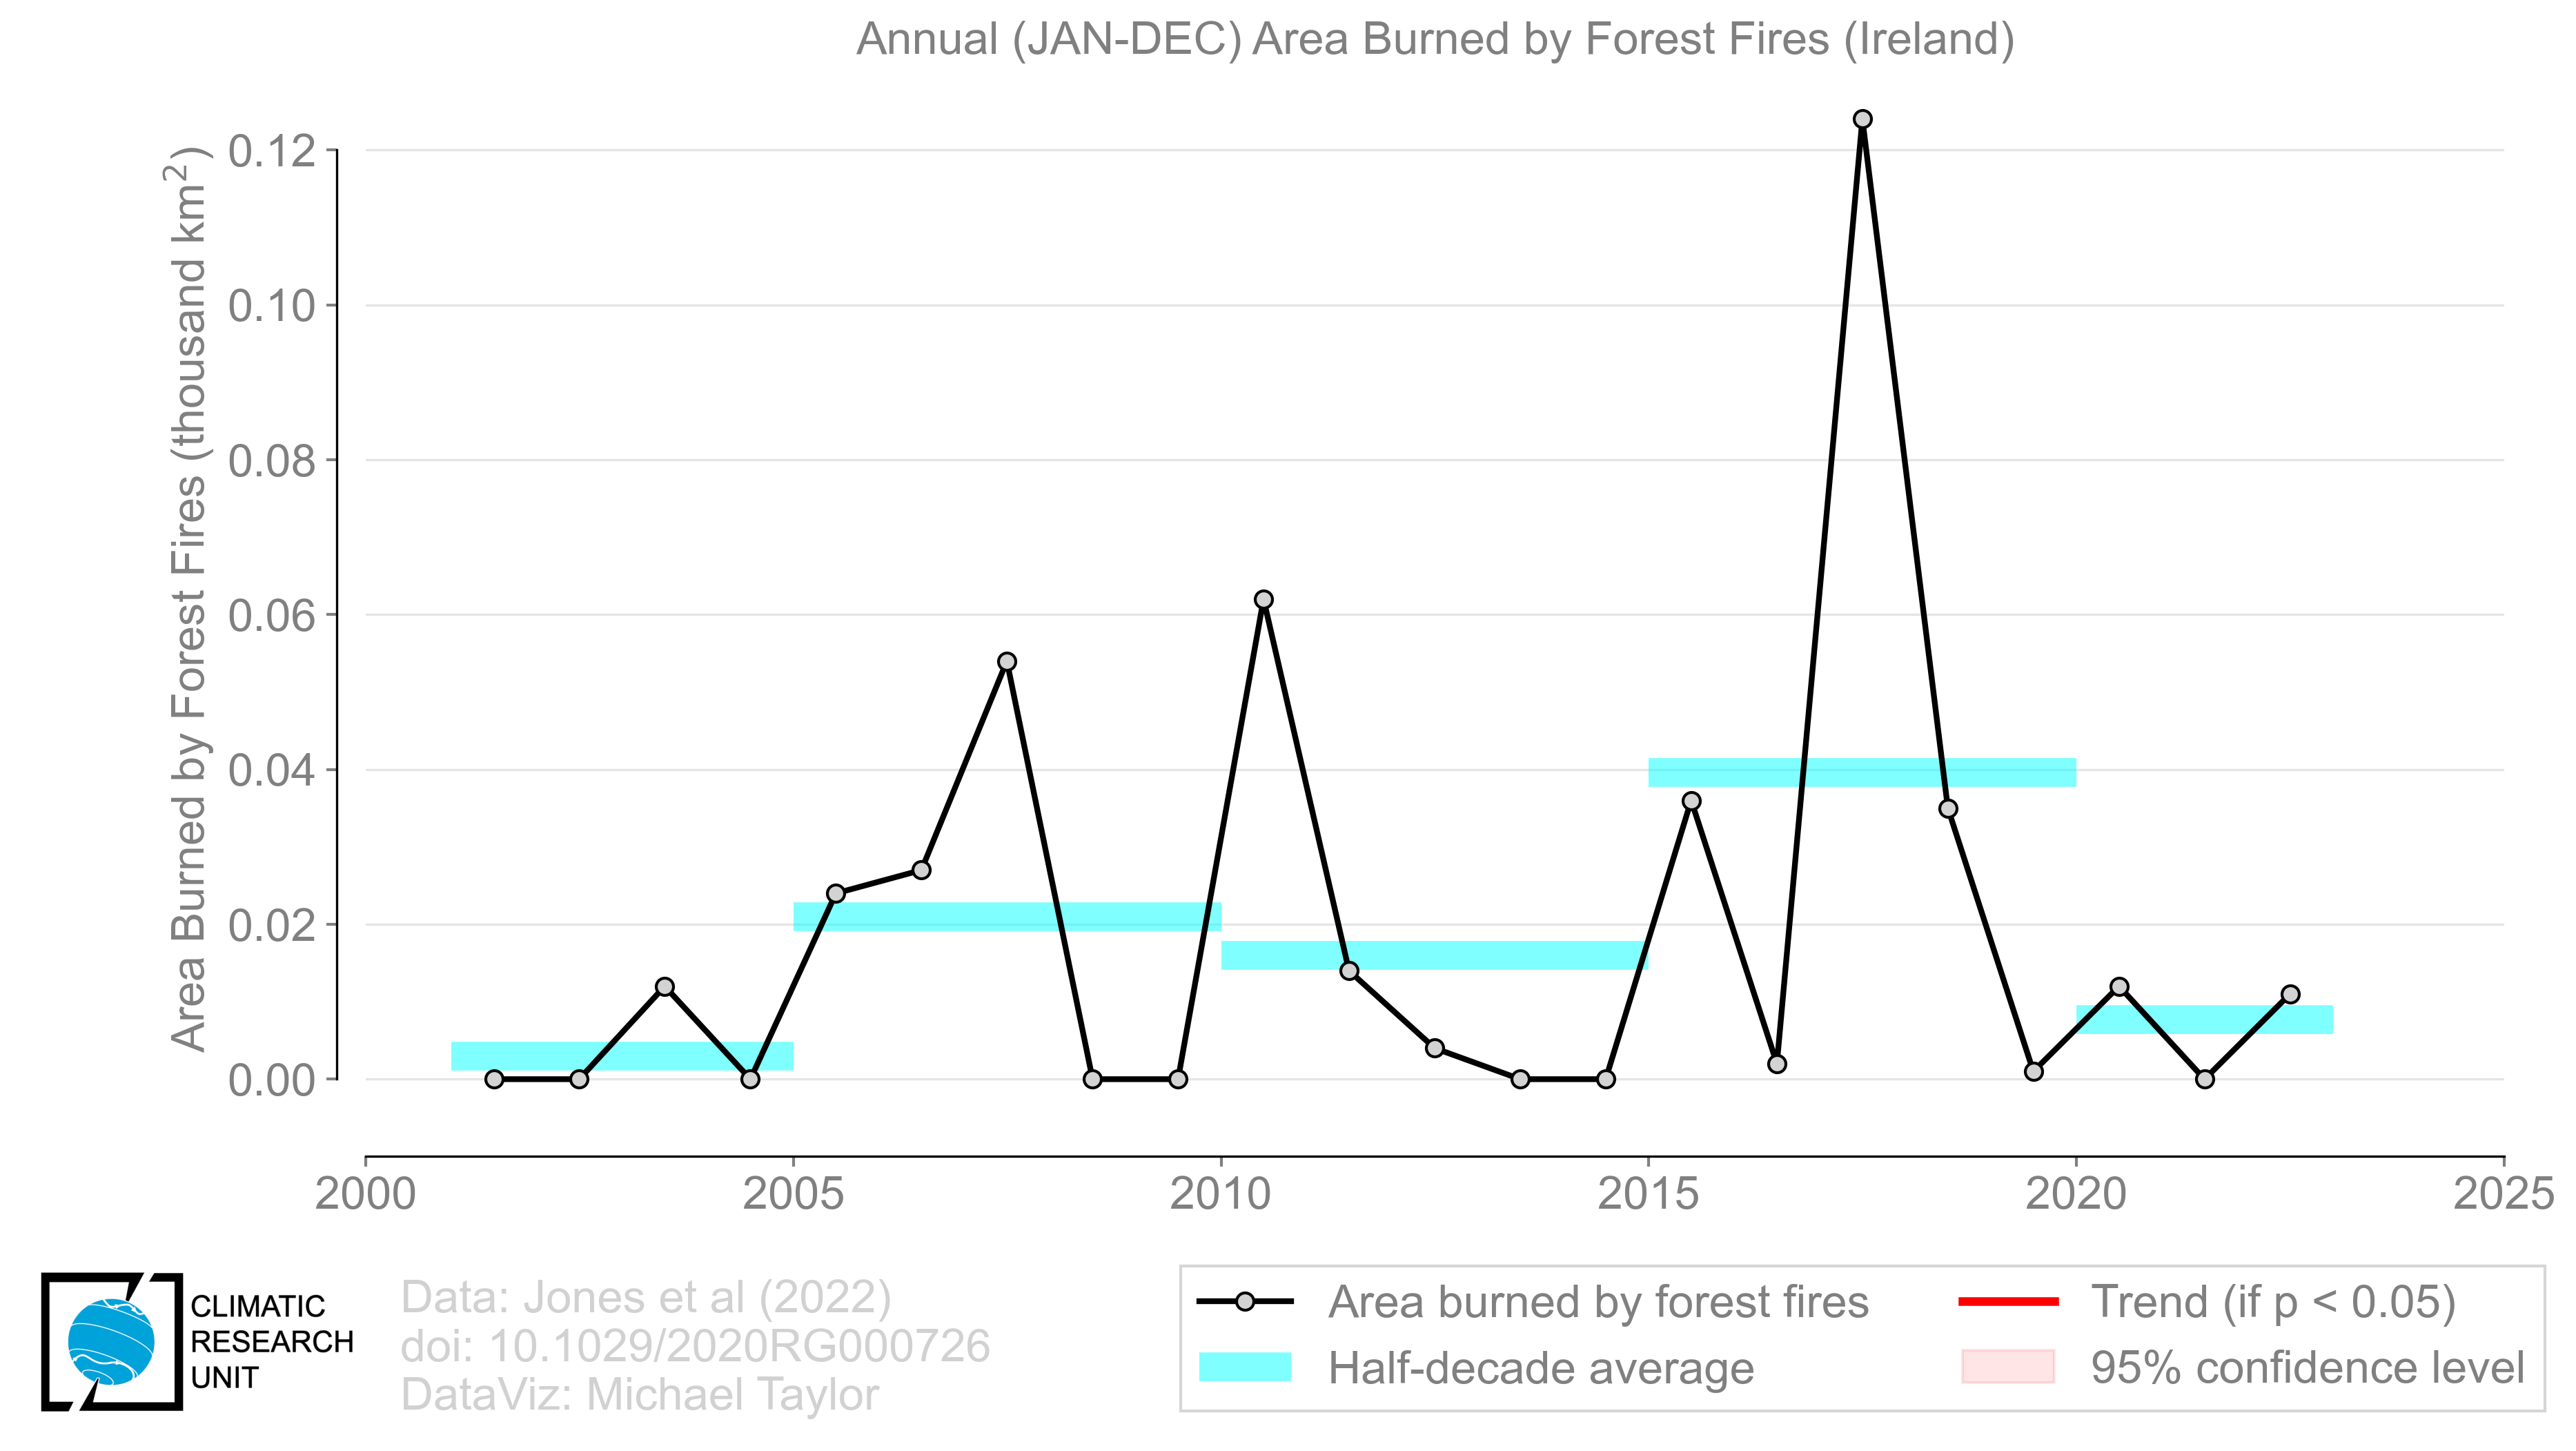 Annual (JAN-DEC) Area Burned by Forest Fires (Ireland)
Area Burned by Forest Fires (thousand km²)
0.12
0.10
0.08
0.06
0.04
0.02
0.00
2000 2005 2010 2015 2020 2025
CLIMATIC
RESEARCH
UNIT
Data: Jones et al (2022)
doi: 10.1029/2020RG000726
DataViz: Michael Taylor
Area burned by forest fires
Half-decade average
Trend (if p < 0.05)
95% confidence level